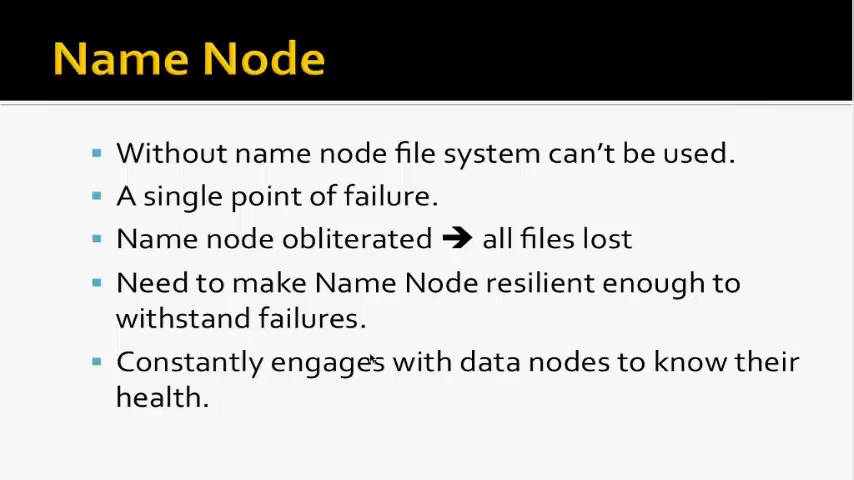 Name Node
Without name node file system can’t be used.
A single point of failure.
Name node obliterated ➔ all files lost
Need to make Name Node resilient enough to
withstand failures.
Constantly engages with data nodes to know their
health.